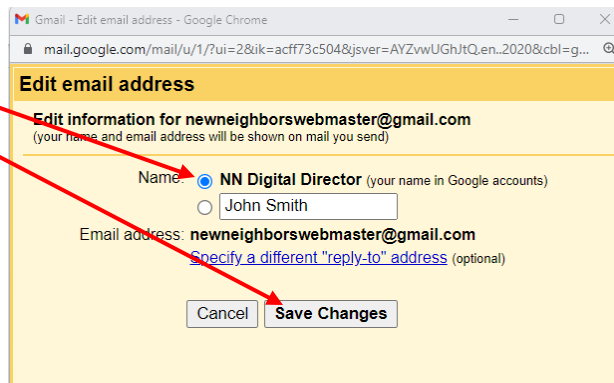 Gmail - Edit email address - Google Chrome
mail.google.com/mail/u/1/?ui=2&ik=acff73c504&jsver=AYZvwUGhJtQ.en..2020&cbl=g...
Edit email address
Edit information for newneighborswebmaster@gmail.com
(your name and email address will be shown on mail you send)
Name: NN Digital Director (your name in Google accounts)
John Smith
Email address: newneighborswebmaster@gmail.com
Specify a different "reply-to" address (optional)
Cancel Save Changes